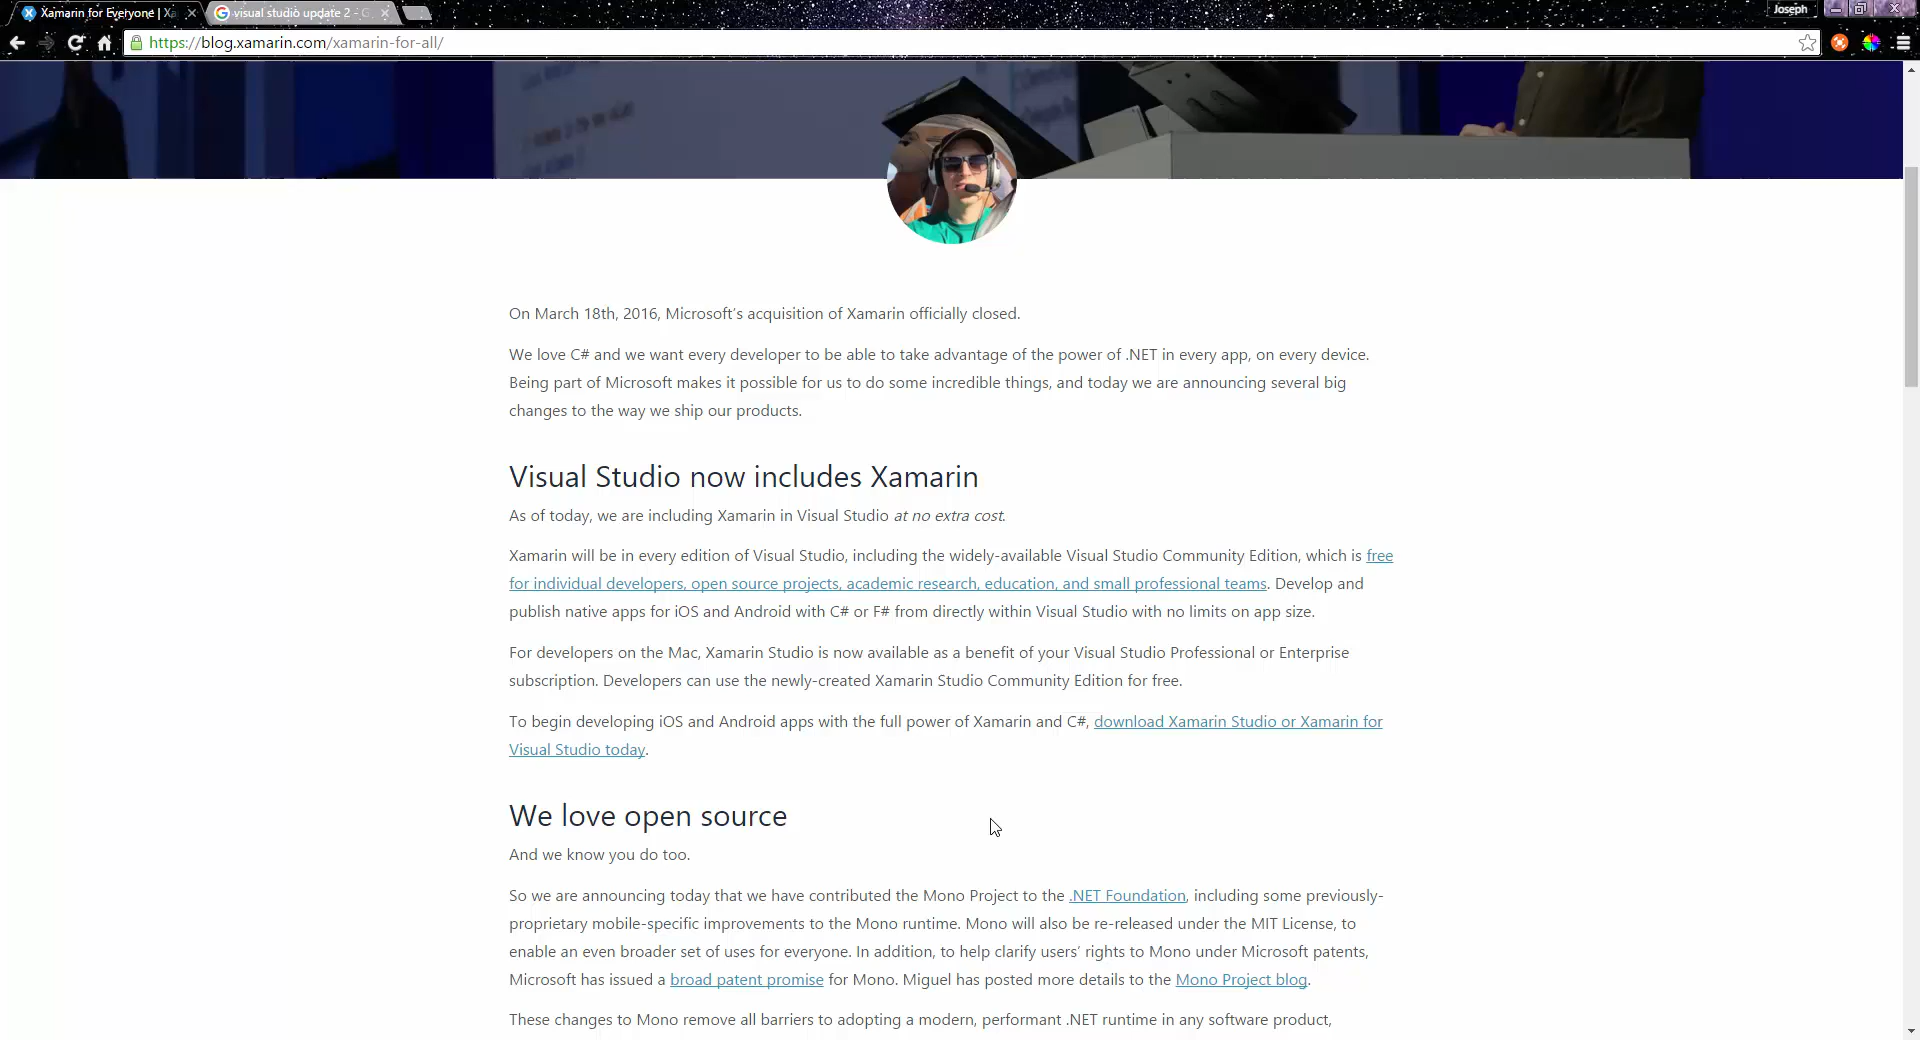 Xamarin for Everyone | Xa
visual studio update 2 - G
Joseph
https://blog.xamarin.com/xamarin-for-all/
On March 18th, 2016, Microsoft's acquisition of Xamarin officially closed.
We love C# and we want every developer to be able to take advantage of the power of .NET in every app, on every device.
Being part of Microsoft makes it possible for us to do some incredible things, and today we are announcing several big
changes to the way we ship our products.
Visual Studio now includes Xamarin
As of today, we are including Xamarin in Visual Studio at no extra cost.
Xamarin will be in every edition of Visual Studio, including the widely-available Visual Studio Community Edition, which is free
for individual developers, open source projects, academic research, education, and small professional teams. Develop and
publish native apps for iOS and Android with C# or F# from directly within Visual Studio with no limits on app size.
For developers on the Mac, Xamarin Studio is now available as a benefit of your Visual Studio Professional or Enterprise
subscription. Developers can use the newly-created Xamarin Studio Community Edition for free.
To begin developing iOS and Android apps with the full power of Xamarin and C#, download Xamarin Studio or Xamarin for
Visual Studio today.
We love open source
And we know you do too.
So we are announcing today that we have contributed the Mono Project to the .NET Foundation, including some previously-
proprietary mobile-specific improvements to the Mono runtime. Mono will also be re-released under the MIT License, to
enable an even broader set of uses for everyone. In addition, to help clarify users' rights to Mono under Microsoft patents,
Microsoft has issued a broad patent promise for Mono. Miguel has posted more details to the Mono Project blog.
These changes to Mono remove all barriers to adopting a modern, performant .NET runtime in any software product,